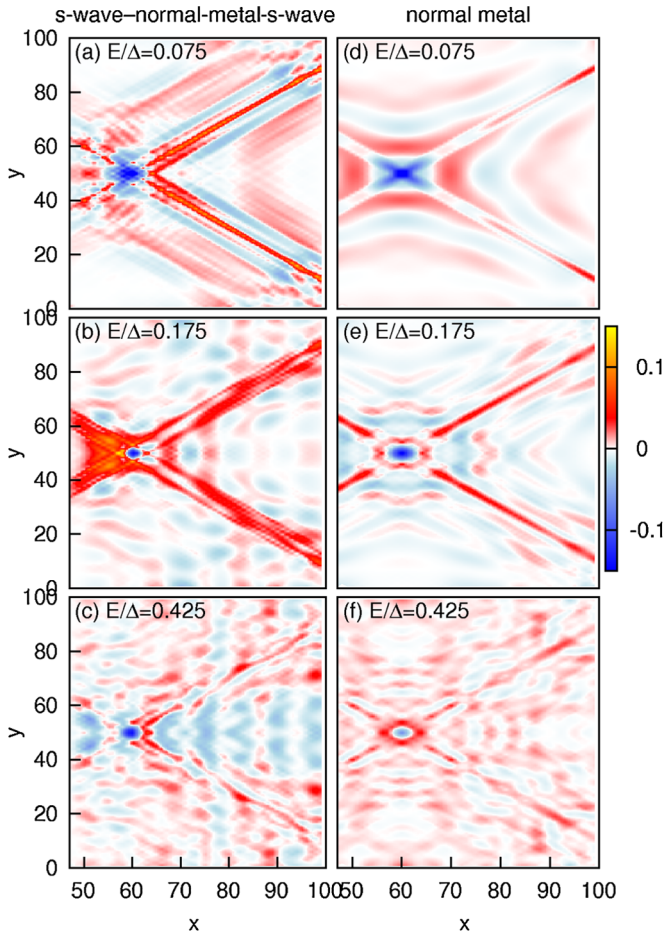 s-wave–normal-metal-s-wave
normal metal
(a) E/Δ=0.075
(d) E/Δ=0.075
100
80
60
40
20
0
y
(b) E/Δ=0.175
(e) E/Δ=0.175
100
80
60
40
20
0
y
0.1
0
-0.1
(c) E/Δ=0.425
(f) E/Δ=0.425
100
80
60
40
20
0
y
50 60 70 80 90 100
50 60 70 80 90 100
x
x